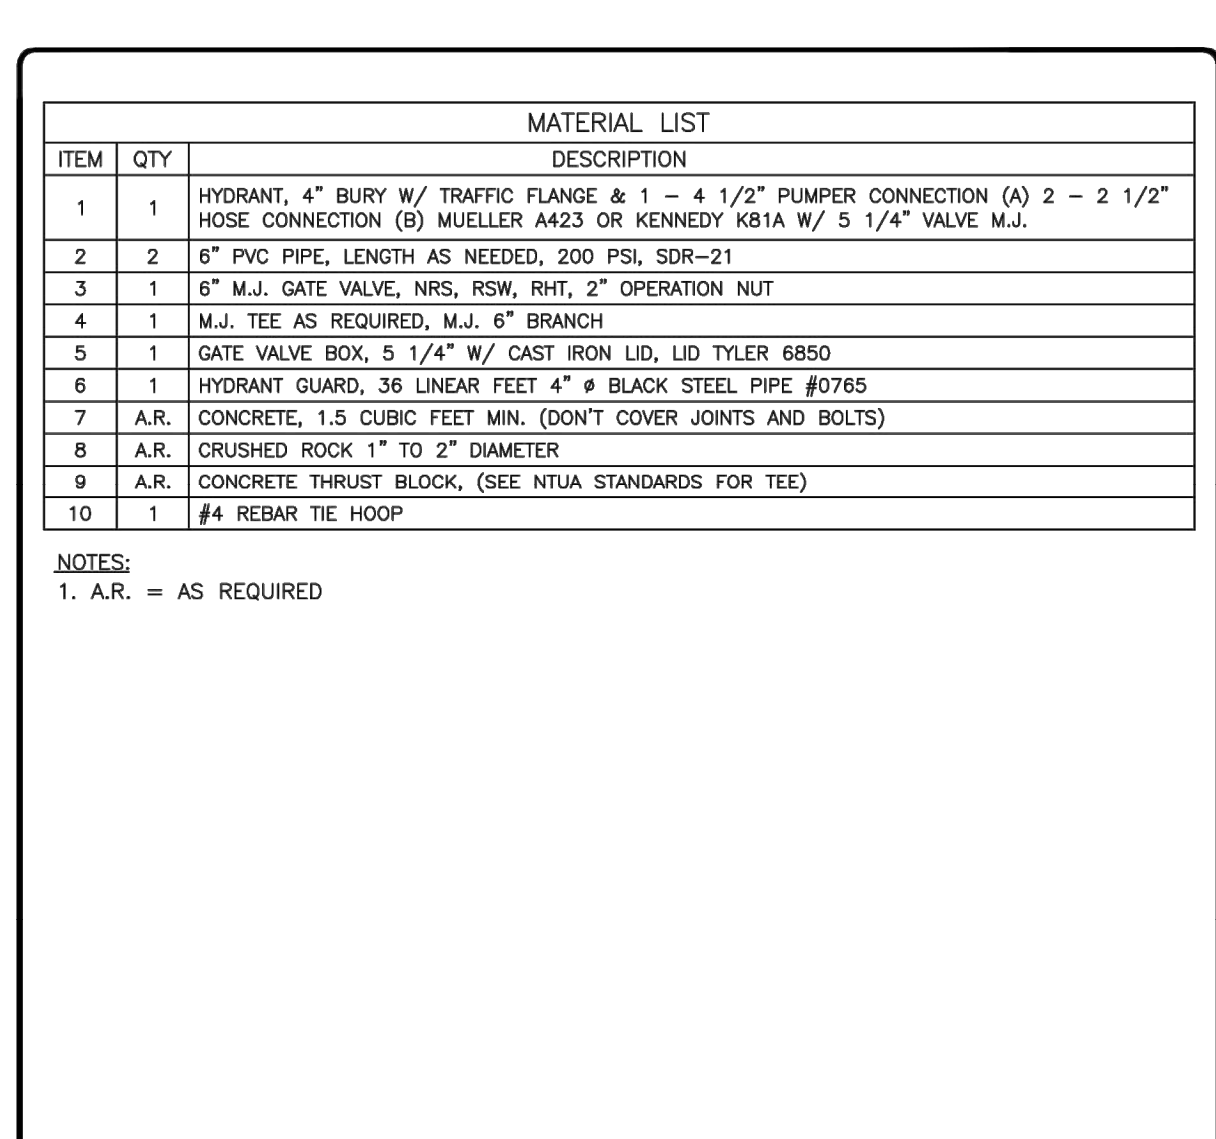 MATERIAL LIST
ITEM QTY DESCRIPTION
1 1 HYDRANT, 4" BURY W/ TRAFFIC FLANGE & 1 – 4 1/2" PUMPER CONNECTION (A) 2 – 2 1/2"
HOSE CONNECTION (B) MUELLER A423 OR KENNEDY K81A W/ 5 1/4" VALVE M.J.
2 2 6" PVC PIPE, LENGTH AS NEEDED, 200 PSI, SDR–21
3 1 6" M.J. GATE VALVE, NRS, RSW, RHT, 2" OPERATION NUT
4 1 M.J. TEE AS REQUIRED, M.J. 6" BRANCH
5 1 GATE VALVE BOX, 5 1/4" W/ CAST IRON LID, LID TYLER 6850
6 1 HYDRANT GUARD, 36 LINEAR FEET 4" ø BLACK STEEL PIPE #0765
7 A.R. CONCRETE, 1.5 CUBIC FEET MIN. (DON'T COVER JOINTS AND BOLTS)
8 A.R. CRUSHED ROCK 1" TO 2" DIAMETER
9 A.R. CONCRETE THRUST BLOCK, (SEE NTUA STANDARDS FOR TEE)
10 1 #4 REBAR TIE HOOP
NOTES:
1. A.R. = AS REQUIRED